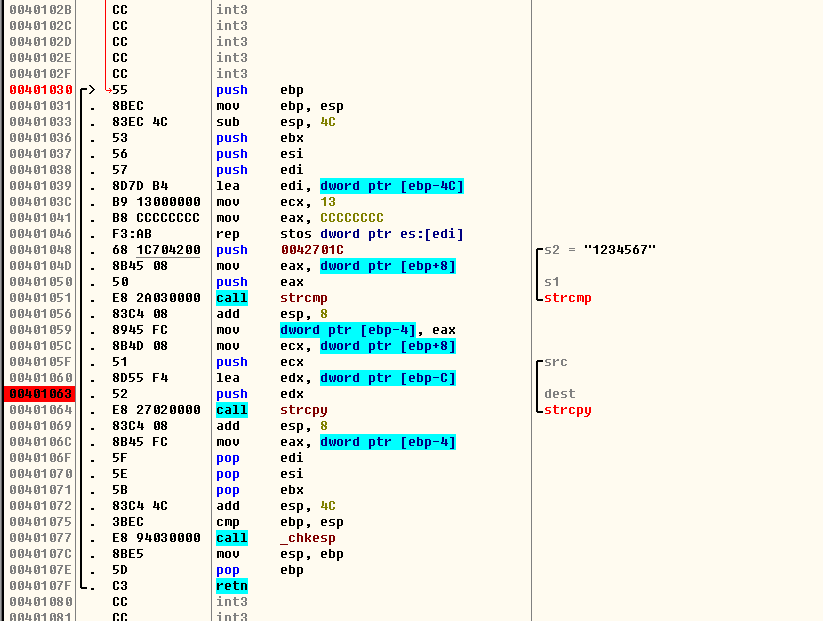 0040102B CC int3
0040102C CC int3
0040102D CC int3
0040102E CC int3
0040102F CC int3
00401030 > 55 push ebp
00401031 . 8BEC mov ebp, esp
00401033 . 83EC 4C sub esp, 4C
00401036 . 53 push ebx
00401037 . 56 push esi
00401038 . 57 push edi
00401039 . 8D7D B4 lea edi, dword ptr [ebp-4C]
0040103C . B9 13000000 mov ecx, 13
00401041 . B8 CCCCCCCC mov eax, CCCCCCCC
00401046 . F3:AB rep stos dword ptr es:[edi]
00401048 . 68 1C704200 push 0042701C s2 = "1234567"
0040104D . 8B45 08 mov eax, dword ptr [ebp+8]
00401050 . 50 push eax s1
00401051 . E8 2A030000 call strcmp strcmp
00401056 . 83C4 08 add esp, 8
00401059 . 8945 FC mov dword ptr [ebp-4], eax
0040105C . 8B4D 08 mov ecx, dword ptr [ebp+8]
0040105F . 51 push ecx src
00401060 . 8D55 F4 lea edx, dword ptr [ebp-C]
00401063 . 52 push edx dest
00401064 . E8 27020000 call strcpy strcpy
00401069 . 83C4 08 add esp, 8
0040106C . 8B45 FC mov eax, dword ptr [ebp-4]
0040106F . 5F pop edi
00401070 . 5E pop esi
00401071 . 5B pop ebx
00401072 . 83C4 4C add esp, 4C
00401075 . 3BEC cmp ebp, esp
00401077 . E8 94030000 call _chkesp
0040107C . 8BE5 mov esp, ebp
0040107E . 5D pop ebp
0040107F . C3 retn
00401080 CC int3
00401081 CC int3